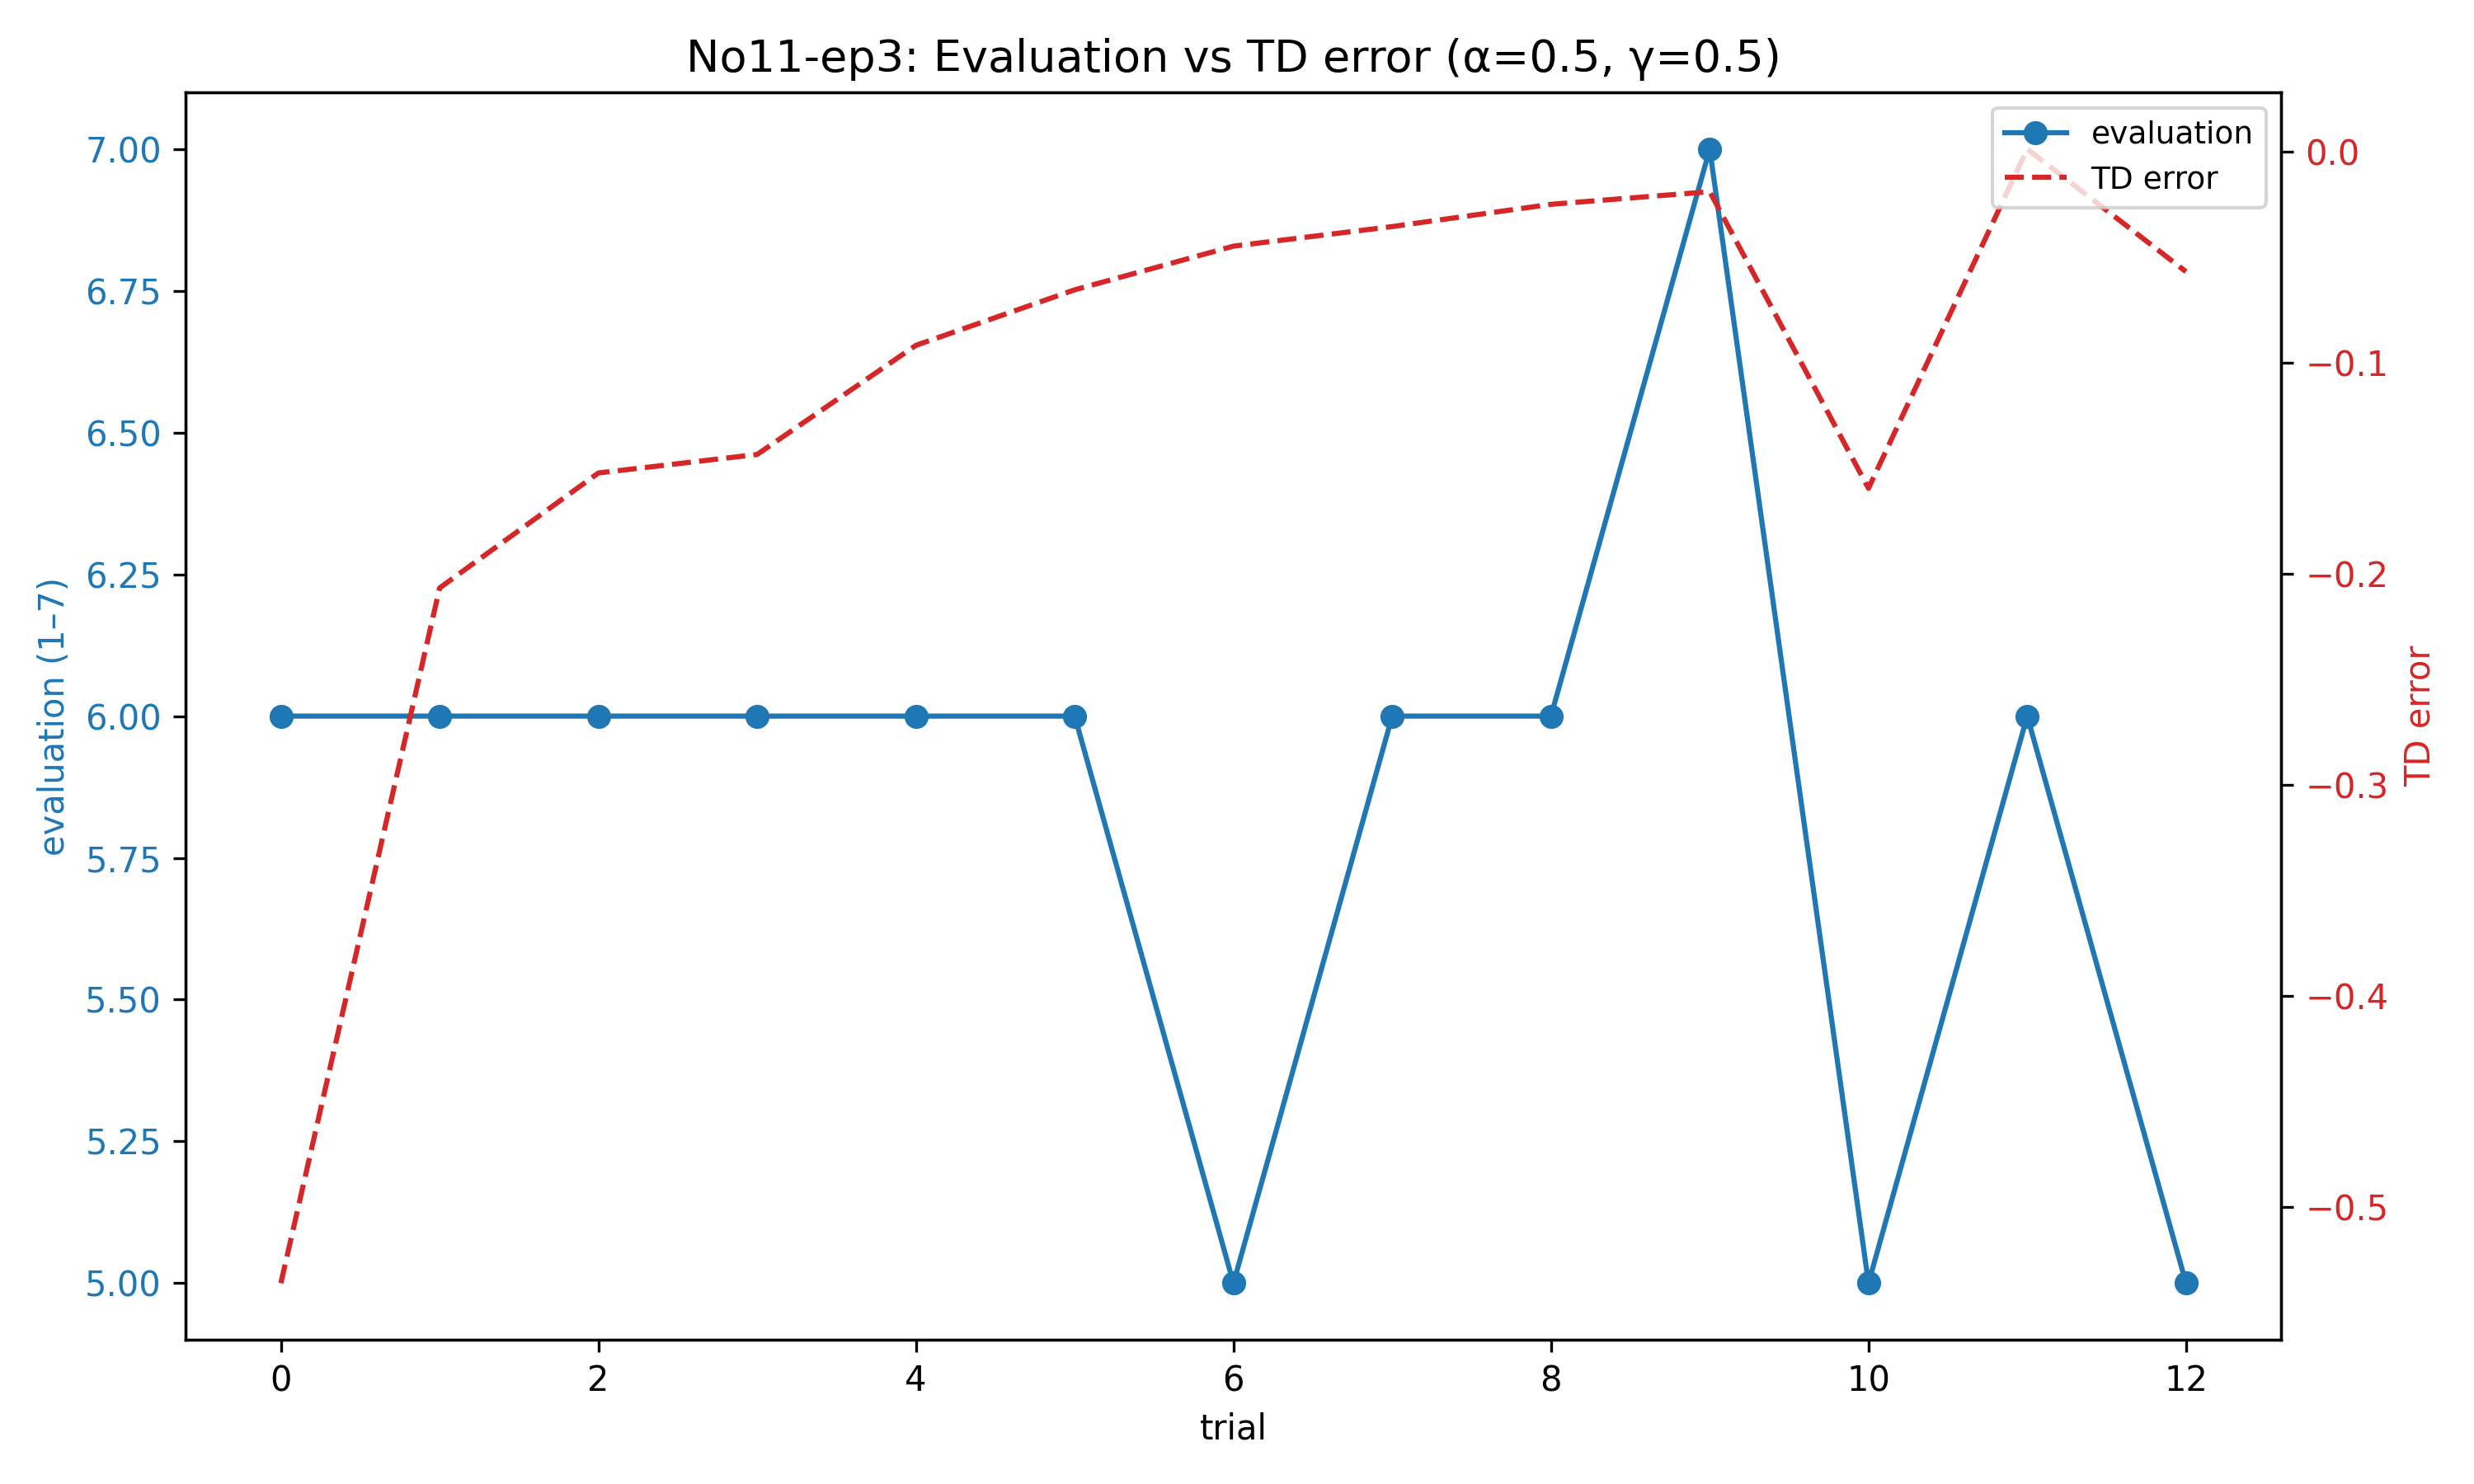 No11-ep3: Evaluation vs TD error (α=0.5, γ=0.5)
evaluation
TD error
7.00
6.75
6.50
6.25
6.00
5.75
5.50
5.25
5.00
evaluation (1–7)
0.0
−0.1
−0.2
−0.3
−0.4
−0.5
TD error
0 2 4 6 8 10 12
trial